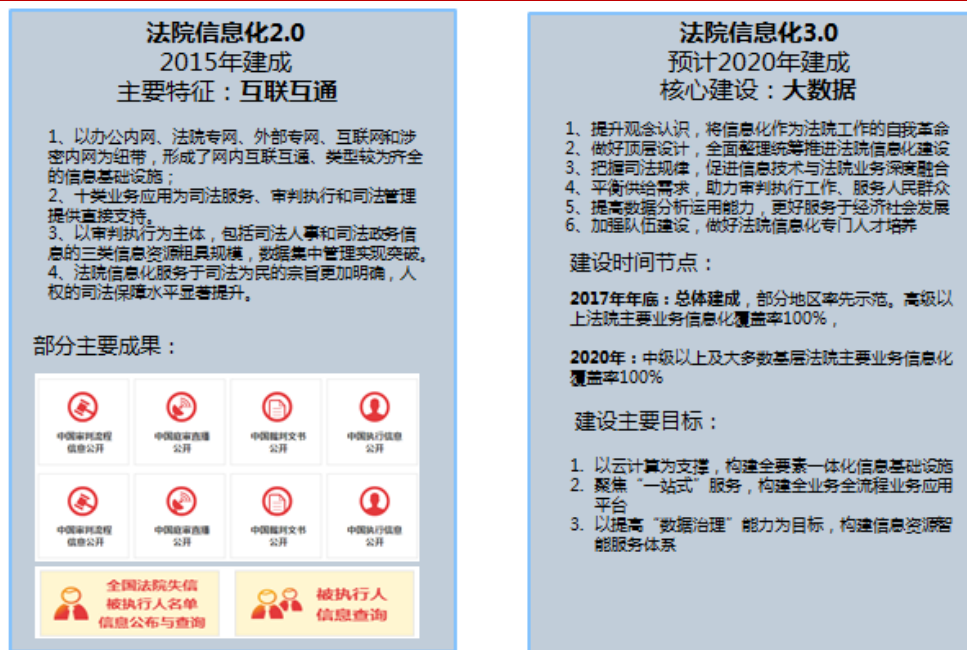 法院信息化2.0
2015年建成
主要特征：互联互通
1、以办公内网、法院专网、外部专网、互联网和涉
密内网为纽带，形成了网内互联互通、类型较为齐全
的信息基础设施；
2、十类业务应用为司法服务、审判执行和司法管理
提供直接支持。
3、以审判执行为主体，包括司法人事和司法政务信
息的三类信息资源粗具规模，数据集中管理实现突破。
4、法院信息化服务于司法为民的宗旨更加明确，人
权的司法保障水平显著提升。
部分主要成果：
中国审判流程
信息公开
中国庭审直播
公开
中国裁判文书
公开
中国执行信息
公开
中国审判流程
信息公开
中国庭审直播
公开
中国裁判文书
公开
中国执行信息
公开
全国法院失信
被执行人名单
信息公布与查询
被执行人
信息查询
法院信息化3.0
预计2020年建成
核心建设：大数据
1、提升观念认识，将信息化作为法院工作的自我革命
2、做好顶层设计，全面整理统筹推进法院信息化建设
3、把握司法规律，促进信息技术与法院业务深度融合
4、平衡供给需求，助力审判执行工作、服务人民群众
5、提高数据分析运用能力，更好服务于经济社会发展
6、加强队伍建设，做好法院信息化专门人才培养
建设时间节点：
2017年年底：总体建成，部分地区率先示范。高级以
上法院主要业务信息化覆盖率100%，
2020年：中级以上及大多数基层法院主要业务信息化
覆盖率100%
建设主要目标：
1. 以云计算为支撑，构建全要素一体化信息基础设施
2. 聚焦“一站式”服务，构建全业务全流程业务应用
平台
3. 以提高“数据治理”能力为目标，构建信息资源智
能服务体系